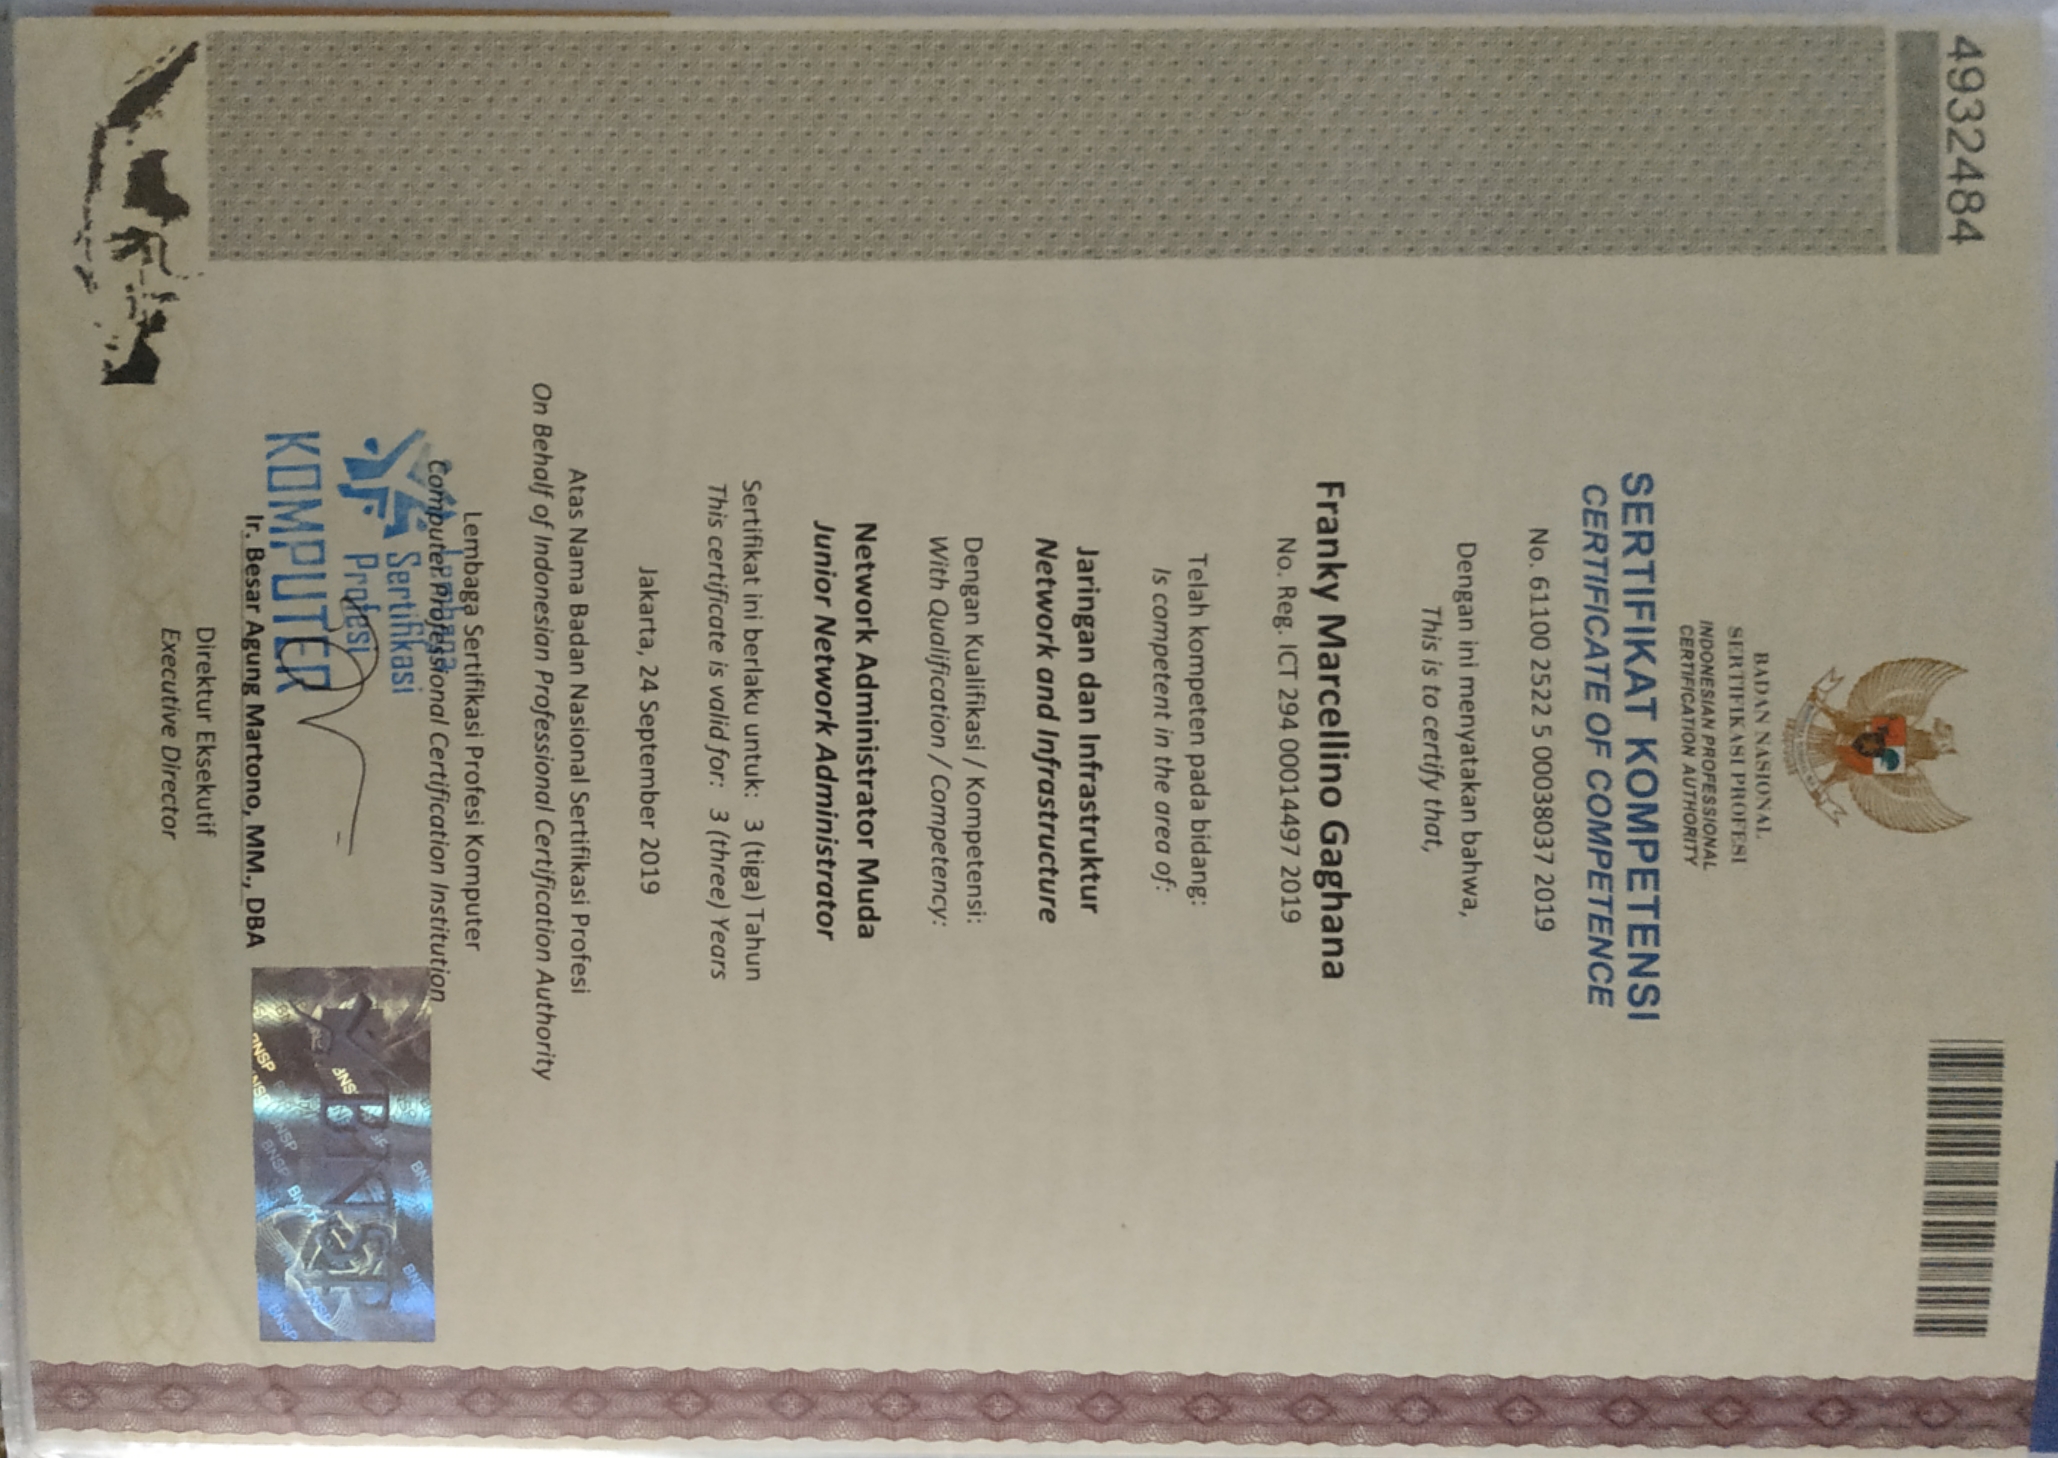 4932484
BADAN NASIONAL
SERTIFIKASI PROFESI
INDONESIAN PROFESSIONAL
CERTIFICATION AUTHORITY
SERTIFIKAT KOMPETENSI
CERTIFICATE OF COMPETENCE
No. 61100 2522 5 00038037 2019
Dengan ini menyatakan bahwa,
This is to certify that,
Franky Marcellino Gaghana
No. Reg. ICT 294 00014497 2019
Telah kompeten pada bidang:
Is competent in the area of:
Jaringan dan Infrastruktur
Network and Infrastructure
Dengan Kualifikasi / Kompetensi:
With Qualification / Competency:
Network Administrator Muda
Junior Network Administrator
Sertifikat ini berlaku untuk: 3 (tiga) Tahun
This certificate is valid for: 3 (three) Years
Jakarta, 24 September 2019
Atas Nama Badan Nasional Sertifikasi Profesi
On Behalf of Indonesian Professional Certification Authority
Lembaga Sertifikasi Profesi Komputer
Computer Professional Certification Institution
Lembaga
Sertifikasi
Profesi
KOMPUTER
BNSP
Ir. Besar Agung Martono, MM., DBA
Direktur Eksekutif
Executive Director